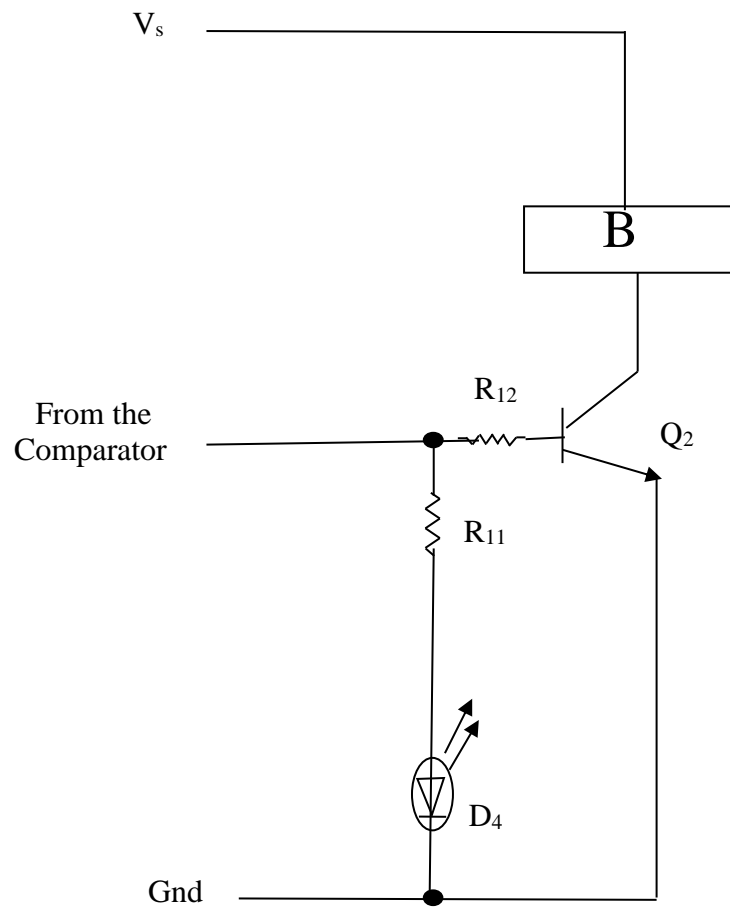 Vs
B
R12
From the
Comparator
Q2
R11
D4
Gnd